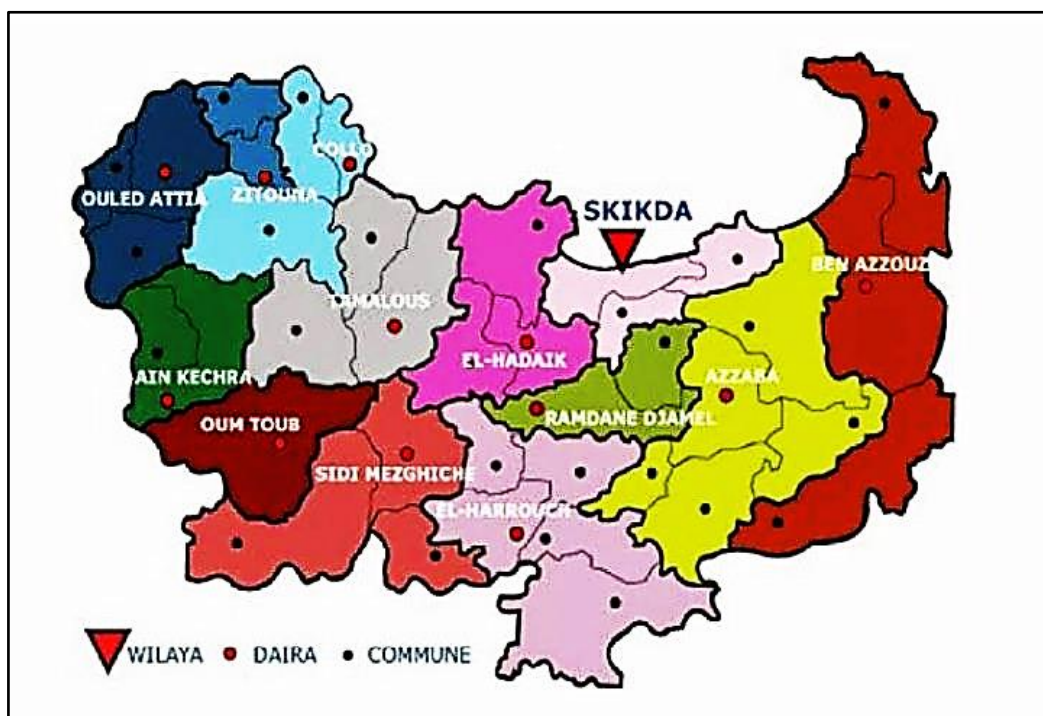 COLLO
OULED ATTIA
ZITOUNA
SKIKDA
BEN AZZOUZ
TAMALOUS
EL-HADAIK
AIN KECHRA
AZZABA
OUM TOUB
RAMDANE DJAMEL
SIDI MEZGHICHE
EL-HARROUCH
WILAYA DAIRA COMMUNE